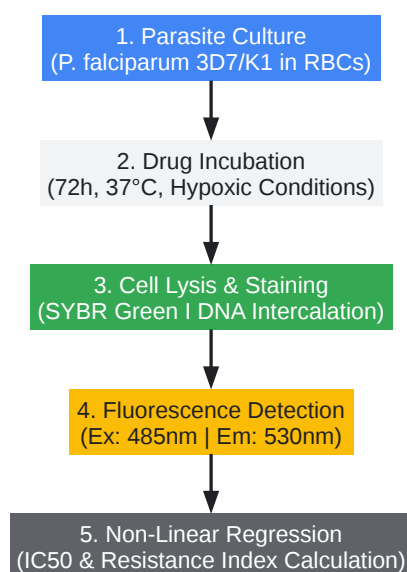 1. Parasite Culture
(P. falciparum 3D7/K1 in RBCs)
2. Drug Incubation
(72h, 37°C, Hypoxic Conditions)
3. Cell Lysis & Staining
(SYBR Green I DNA Intercalation)
4. Fluorescence Detection
(Ex: 485nm | Em: 530nm)
5. Non-Linear Regression
(IC50 & Resistance Index Calculation)